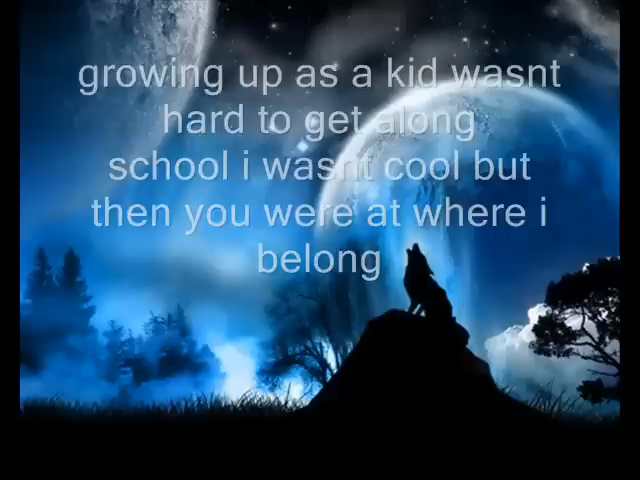 growing up as a kid wasnt
hard to get along
school i wasnt cool but
then you were at where i
belong